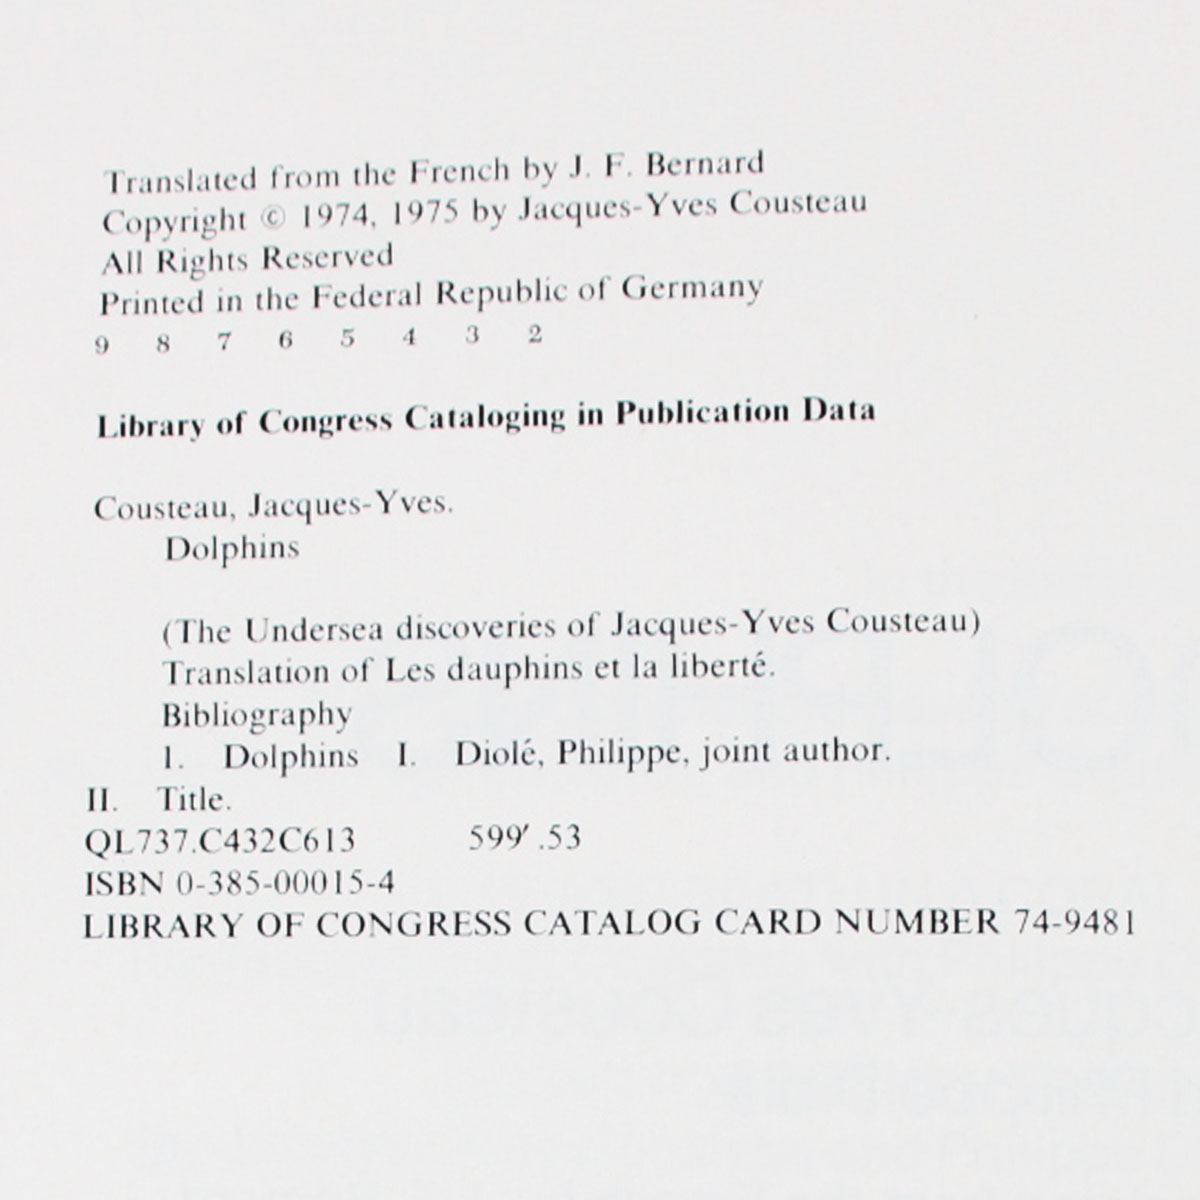 Translated from the French by J. F. Bernard
Copyright © 1974, 1975 by Jacques-Yves Cousteau
All Rights Reserved
Printed in the Federal Republic of Germany
9 8 7 6 5 4 3 2
Library of Congress Cataloging in Publication Data
Cousteau, Jacques-Yves.
Dolphins
(The Undersea discoveries of Jacques-Yves Cousteau)
Translation of Les dauphins et la liberté.
Bibliography
1. Dolphins I. Diolé, Philippe, joint author.
II. Title.
QL737.C432C613 599′.53
ISBN 0-385-00015-4
LIBRARY OF CONGRESS CATALOG CARD NUMBER 74-9481